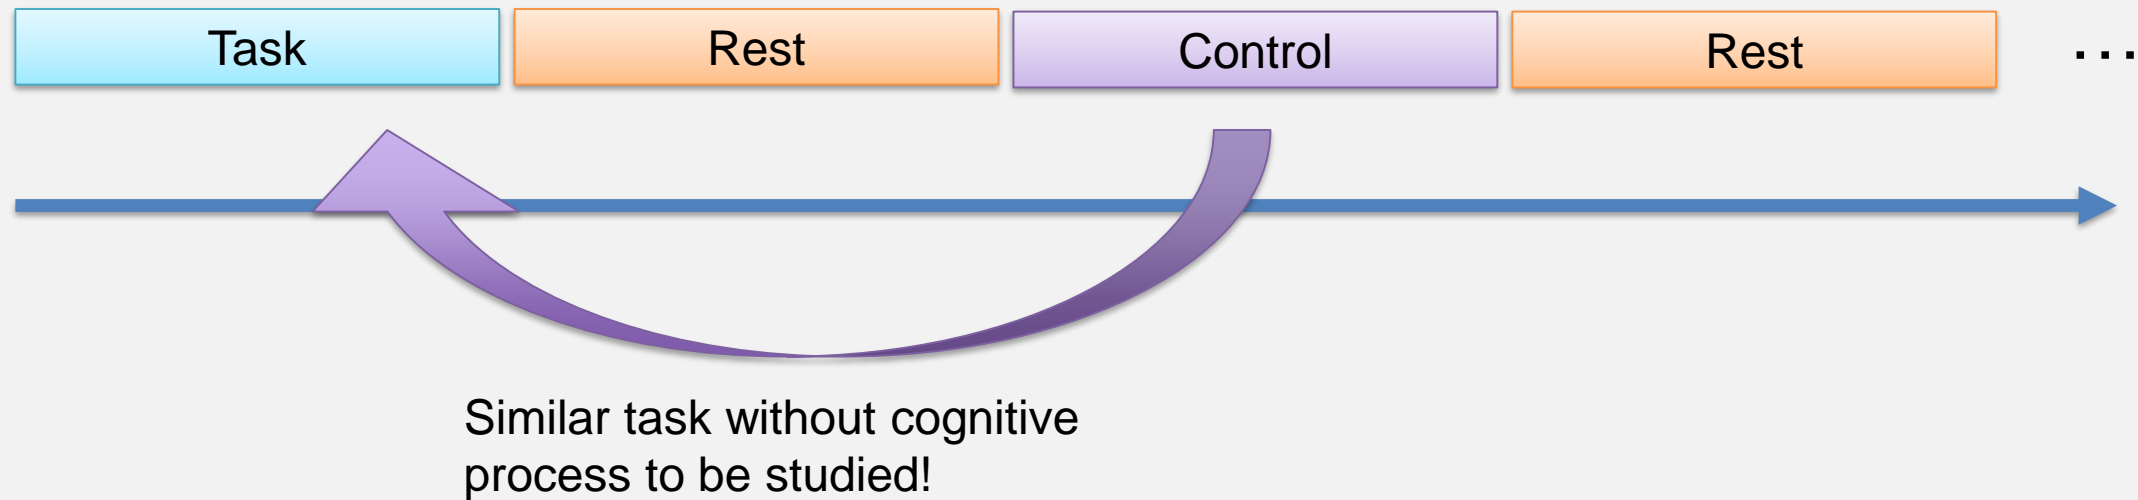 Task Rest Control Rest ...
Similar task without cognitive
process to be studied!